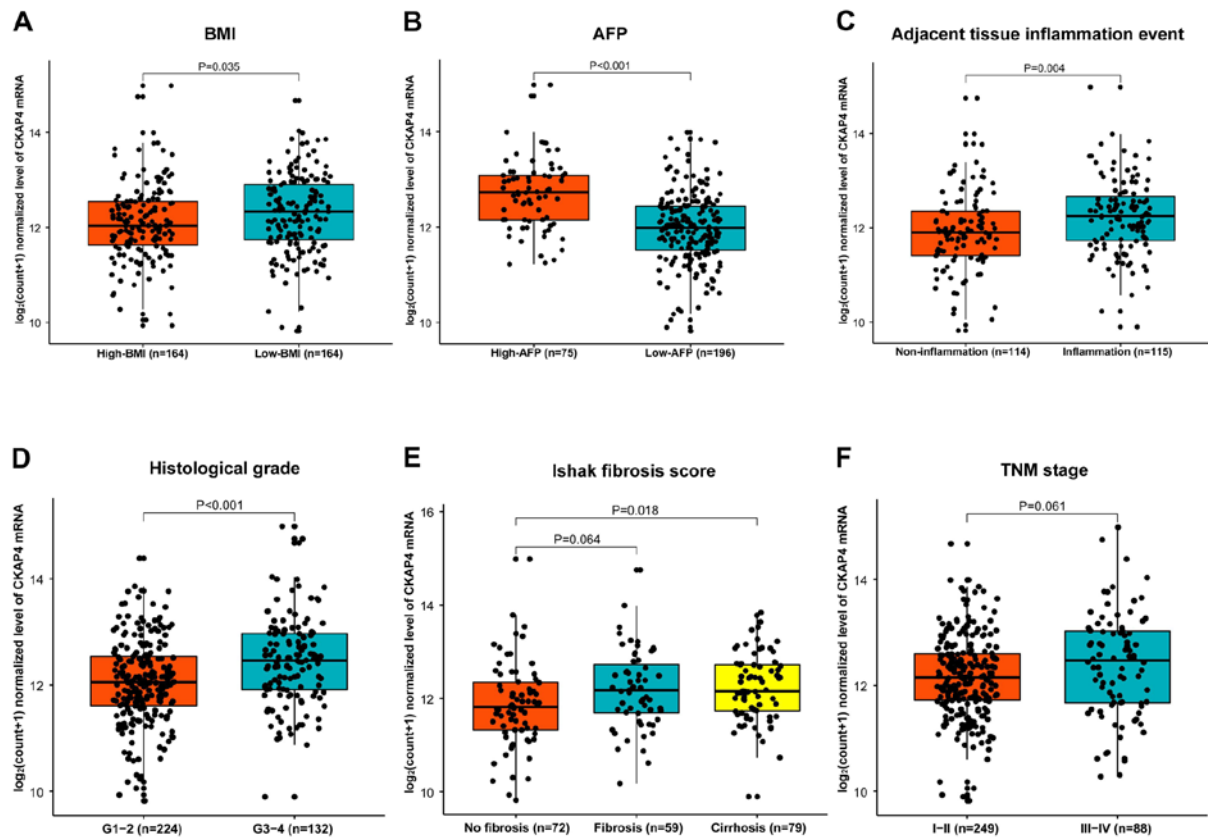 A
BMI
P=0.035
log₂(count+1) normalized level of CKAP4 mRNA
14
12
10
High-BMI (n=164)
Low-BMI (n=164)
B
AFP
P<0.001
log₂(count+1) normalized level of CKAP4 mRNA
14
12
10
High-AFP (n=75)
Low-AFP (n=196)
C
Adjacent tissue inflammation event
P=0.004
log₂(count+1) normalized level of CKAP4 mRNA
14
12
10
Non-inflammation (n=114)
Inflammation (n=115)
D
Histological grade
P<0.001
log₂(count+1) normalized level of CKAP4 mRNA
14
12
10
G1−2 (n=224)
G3−4 (n=132)
E
Ishak fibrosis score
P=0.018
P=0.064
log₂(count+1) normalized level of CKAP4 mRNA
16
14
12
10
No fibrosis (n=72)
Fibrosis (n=59)
Cirrhosis (n=79)
F
TNM stage
P=0.061
log₂(count+1) normalized level of CKAP4 mRNA
14
12
10
I−II (n=249)
III−IV (n=88)